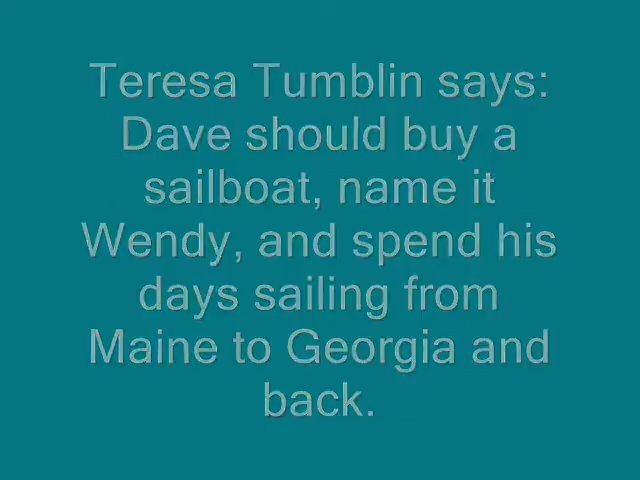 Teresa Tumblin says:
Dave should buy a
sailboat, name it
Wendy, and spend his
days sailing from
Maine to Georgia and
back.